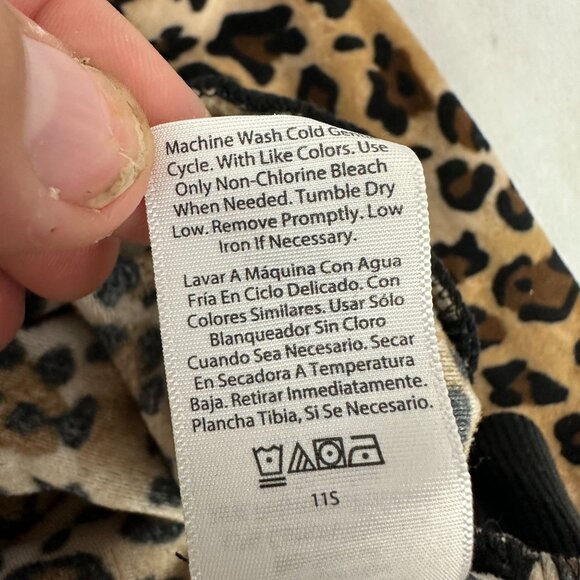 Machine Wash Cold Gentle
Cycle. With Like Colors. Use
Only Non-Chlorine Bleach
When Needed. Tumble Dry
Low. Remove Promptly. Low
Iron If Necessary.
Lavar A Máquina Con Agua
Fría En Ciclo Delicado. Con
Colores Similares. Usar Sólo
Blanqueador Sin Cloro
Cuando Sea Necesario. Secar
En Secadora A Temperatura
Baja. Retirar Inmediatamente.
Plancha Tibia, Si Se Necesario.
11S